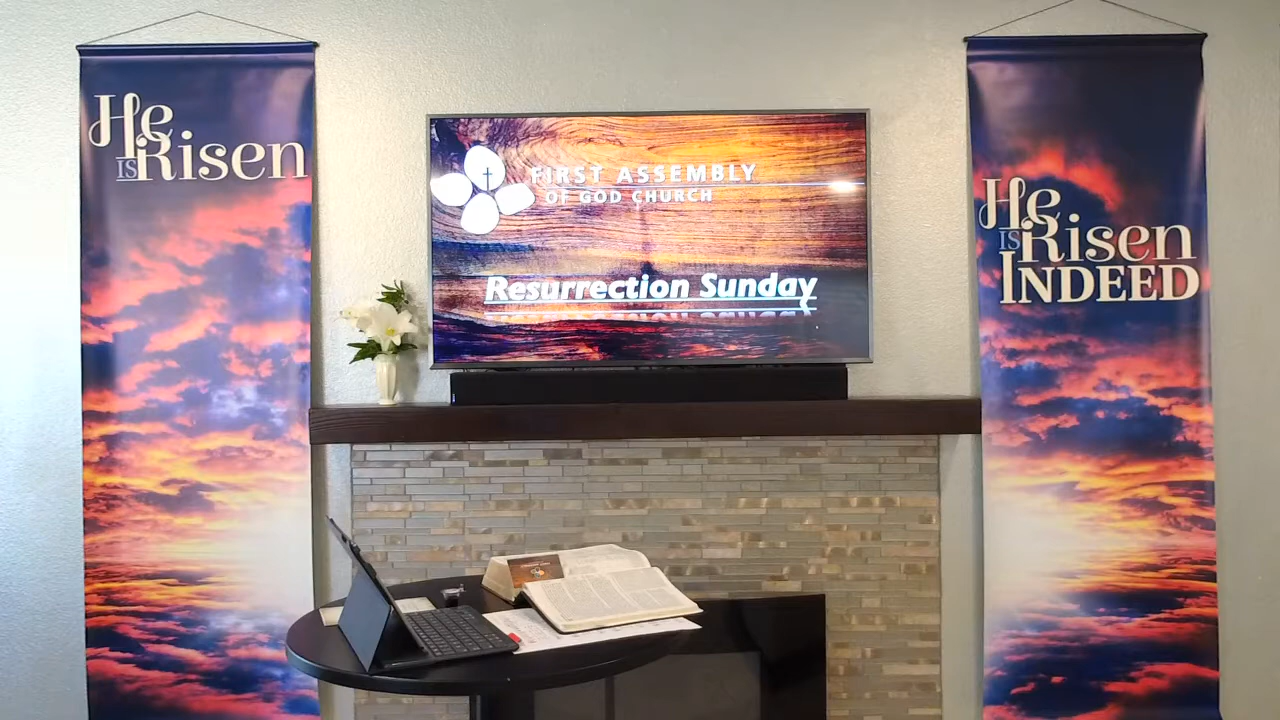 He
is Risen
FIRST ASSEMBLY
OF GOD CHURCH
Resurrection Sunday
He
is Risen
INDEED